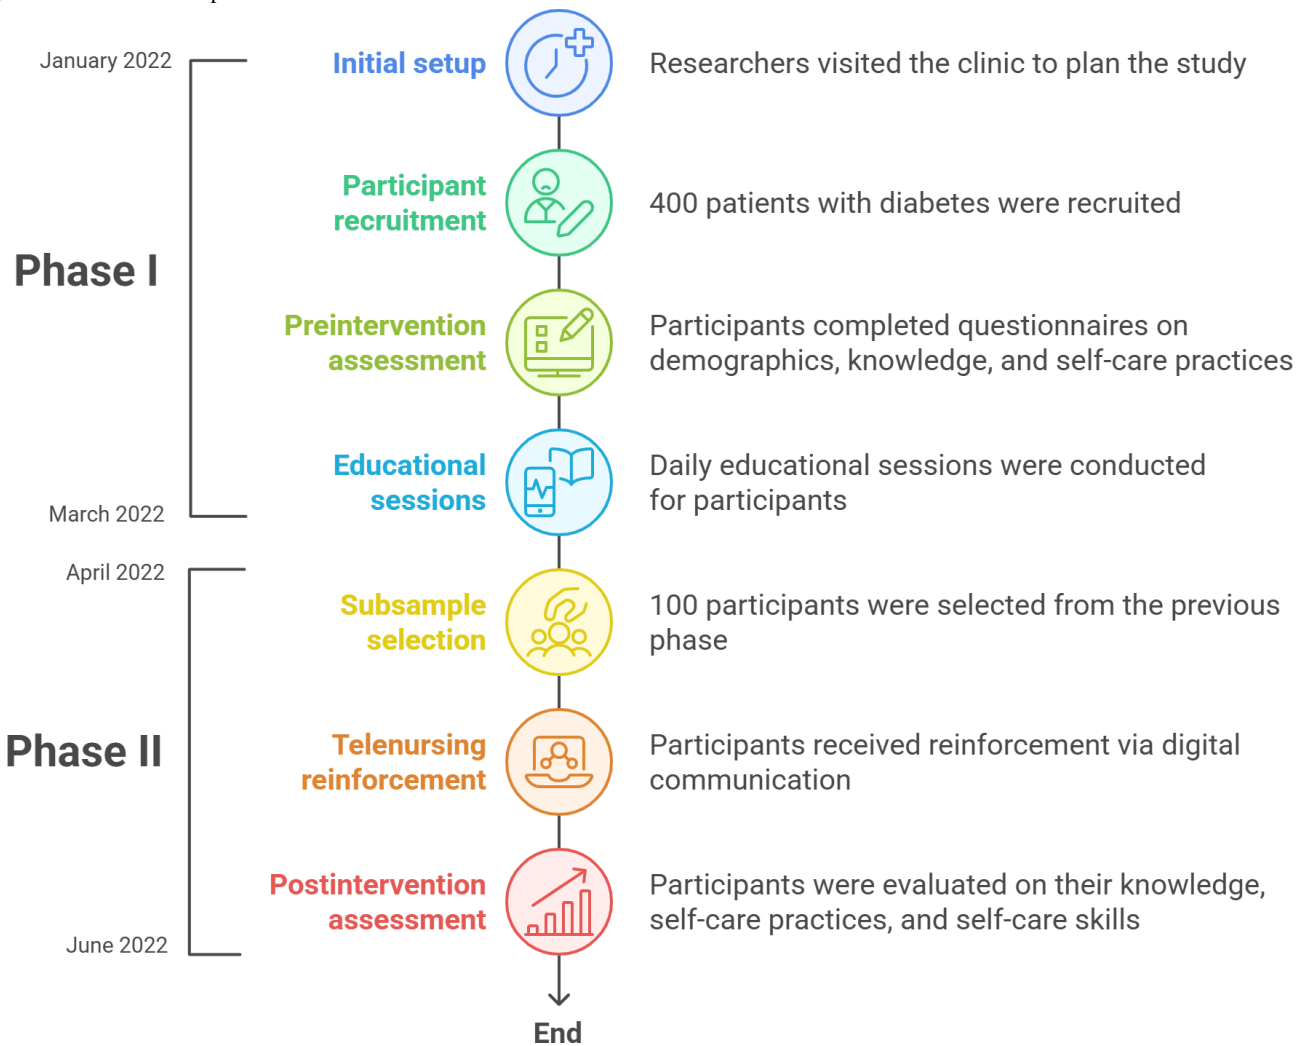 January 2022
Initial setup
Researchers visited the clinic to plan the study
Participant
recruitment
400 patients with diabetes were recruited
Phase I
Preintervention
assessment
Participants completed questionnaires on
demographics, knowledge, and self-care practices
Educational
sessions
Daily educational sessions were conducted
for participants
March 2022
April 2022
Subsample
selection
100 participants were selected from the previous
phase
Phase II
Telenursing
reinforcement
Participants received reinforcement via digital
communication
Postintervention
assessment
Participants were evaluated on their knowledge,
self-care practices, and self-care skills
June 2022
End